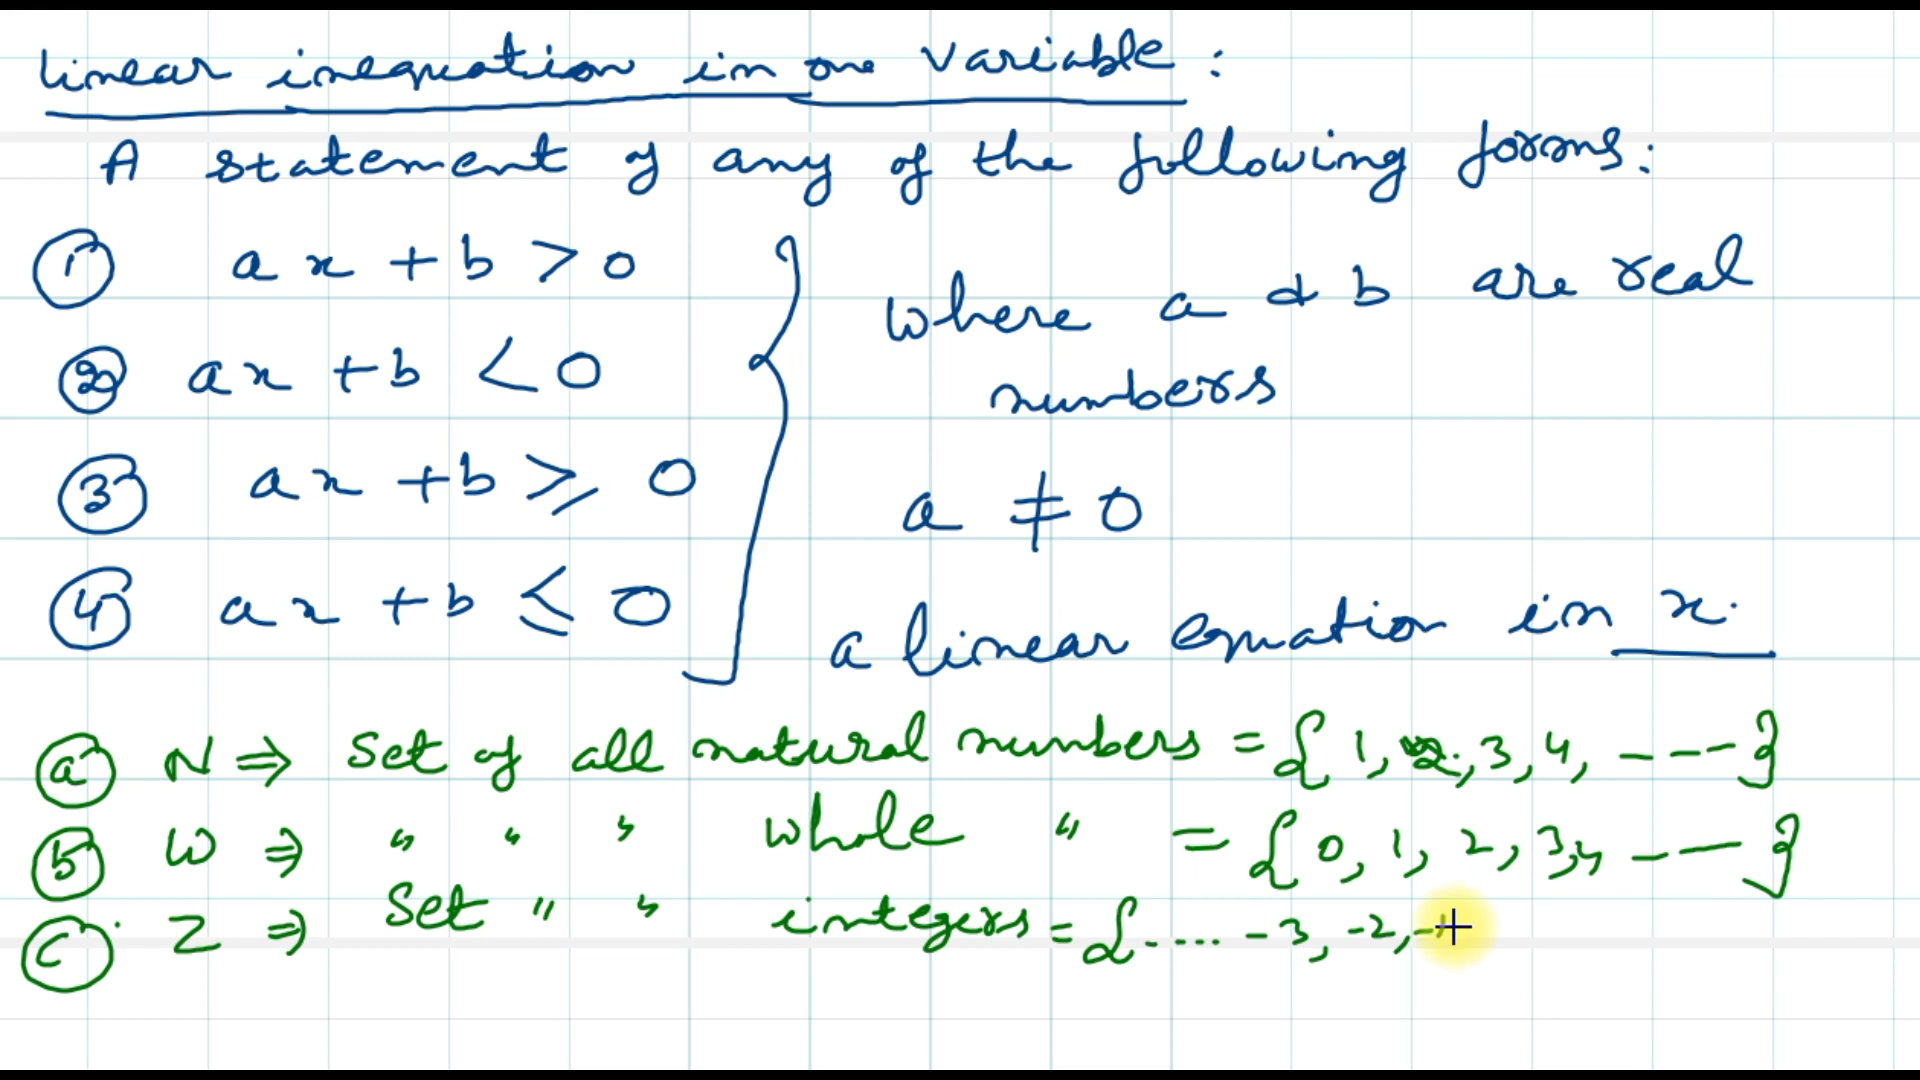 Linear inequation in one variable :
A statement of any of the following forms :
① ax + b > 0
② ax + b < 0
③ ax + b ⩾ 0
④ ax + b ≤ 0
where a & b are real
numbers
a ≠ 0
a linear equation in x.
ⓐ N ⇒ Set of all natural numbers = { 1, 2, 3, 4, ---- }
ⓑ W ⇒ " " " whole " = { 0, 1, 2, 3, 4, --- }
ⓒ Z ⇒ Set " " integers = { ..... -3, -2, -1